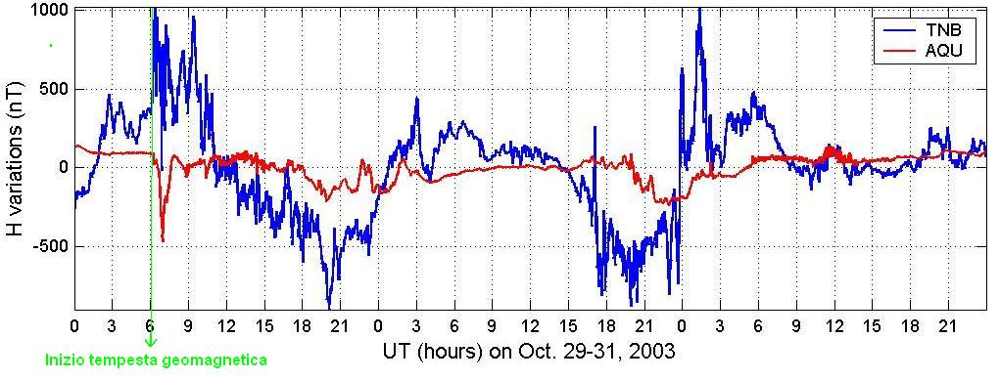 1000
500
0
-500
H variations (nT)
TNB
AQU
0 3 6 9 12 15 18 21 0 3 6 9 12 15 18 21 0 3 6 9 12 15 18 21
UT (hours) on Oct. 29-31, 2003
Inizio tempesta geomagnetica